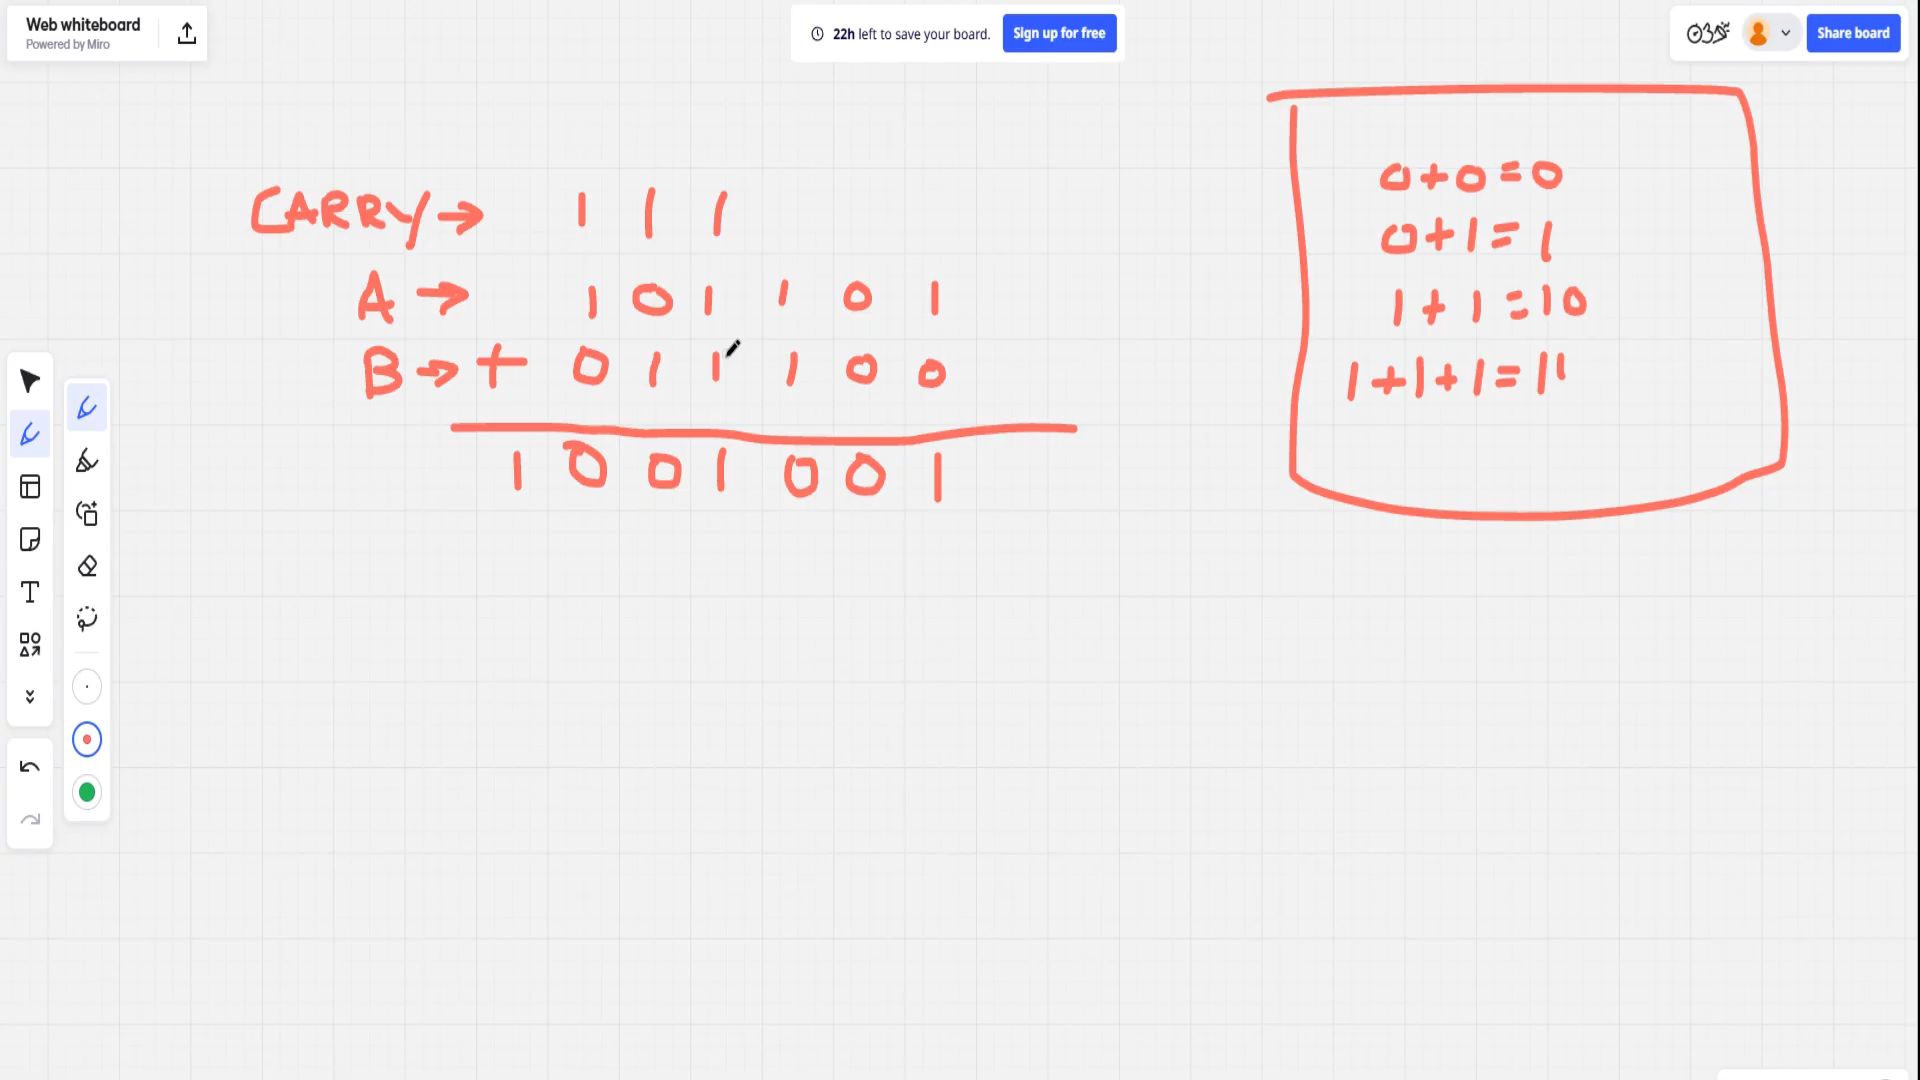 Web whiteboard
Powered by Miro
22h left to save your board.
Sign up for free
Share board
CARRY→ 1 1 1
A → 1 0 1 1 0 1
B → + 0 1 1 1 0 0
1 0 0 1 0 0 1
0+0=0
0+1=1
1+1=10
1+1+1=11
T